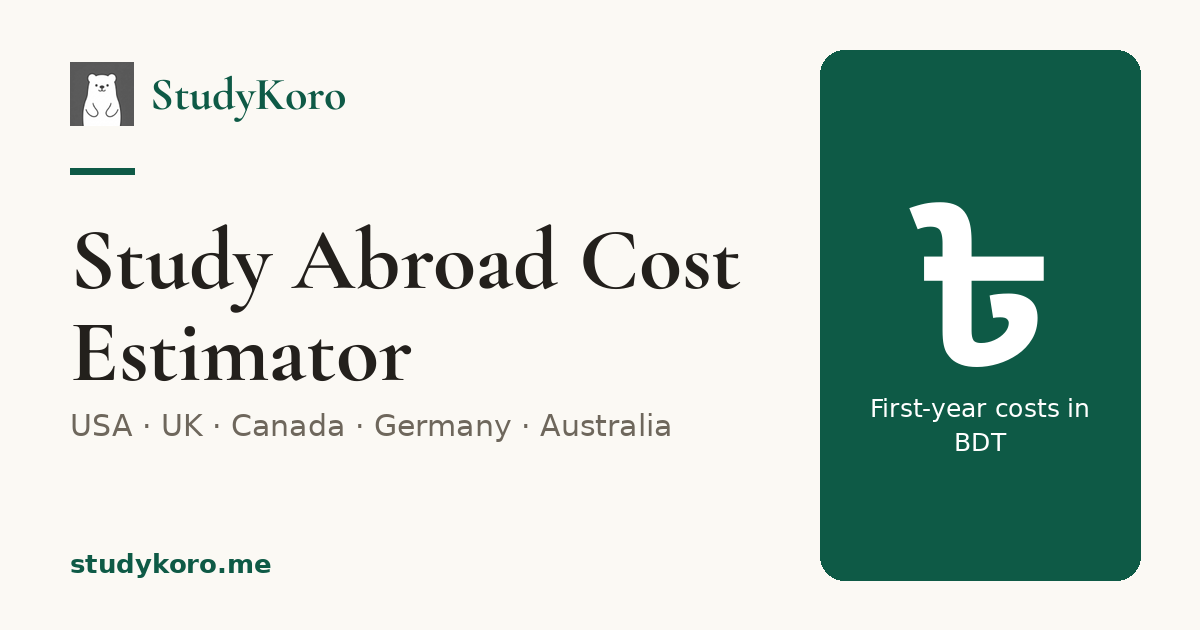 StudyKoro
Study Abroad Cost
Estimator
USA · UK · Canada · Germany · Australia
studykoro.me
৳
First-year costs in
BDT